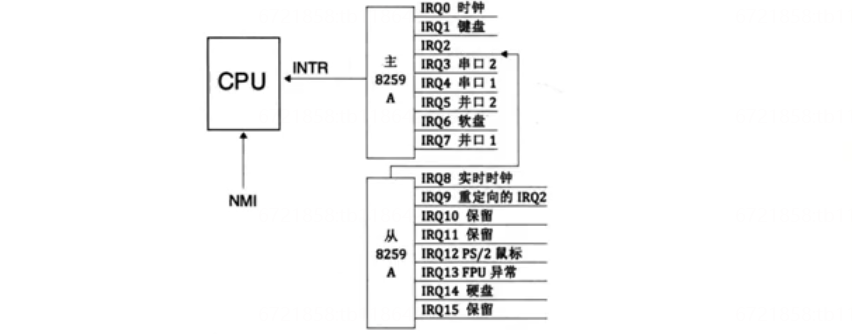 CPU
INTR
NMI
主
8259
A
IRQ0 时钟
IRQ1 键盘
IRQ2
IRQ3 串口 2
IRQ4 串口 1
IRQ5 并口 2
IRQ6 软盘
IRQ7 并口 1
从
8259
A
IRQ8 实时时钟
IRQ9 重定向的 IRQ2
IRQ10 保留
IRQ11 保留
IRQ12 PS/2 鼠标
IRQ13 FPU 异常
IRQ14 硬盘
IRQ15 保留